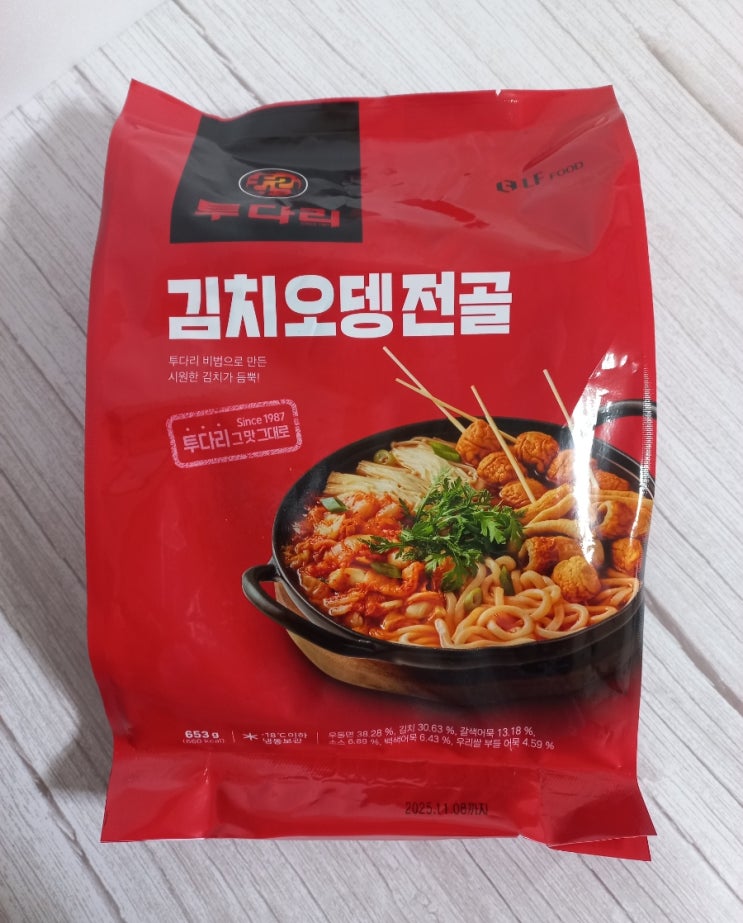 투다리
LF FOOD
김치오뎅전골
투다리 비법으로 만든
시원한 김치가 듬뿍!
Since 1987
투다리 그 맛 그대로
653 g
(660 kcal)
-18℃이하
냉동보관
우동면 38.28 %, 김치 30.63 %, 갈색어묵 13.18 %,
소스 6.89 %, 백색어묵 6.43 %, 우리쌀 부들 어묵 4.59 %
2025.11.08까지